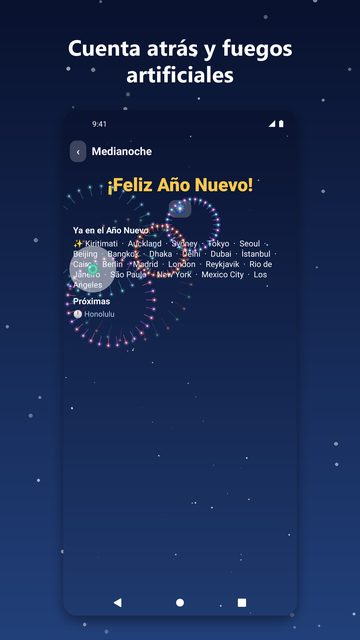 Cuenta atrás y fuegos
artificiales
9:41
‹ Medianoche
¡Feliz Año Nuevo!
Ya en el Año Nuevo
✨ Kiritimati · Auckland · Sydney · Tokyo · Seoul ·
Beijing · Bangkok · Dhaka · Delhi · Dubai · İstanbul ·
Cairo · Berlin · Madrid · London · Reykjavik · Rio de
Janeiro · São Paulo · New York · Mexico City · Los
Angeles
Próximas
🕛 Honolulu